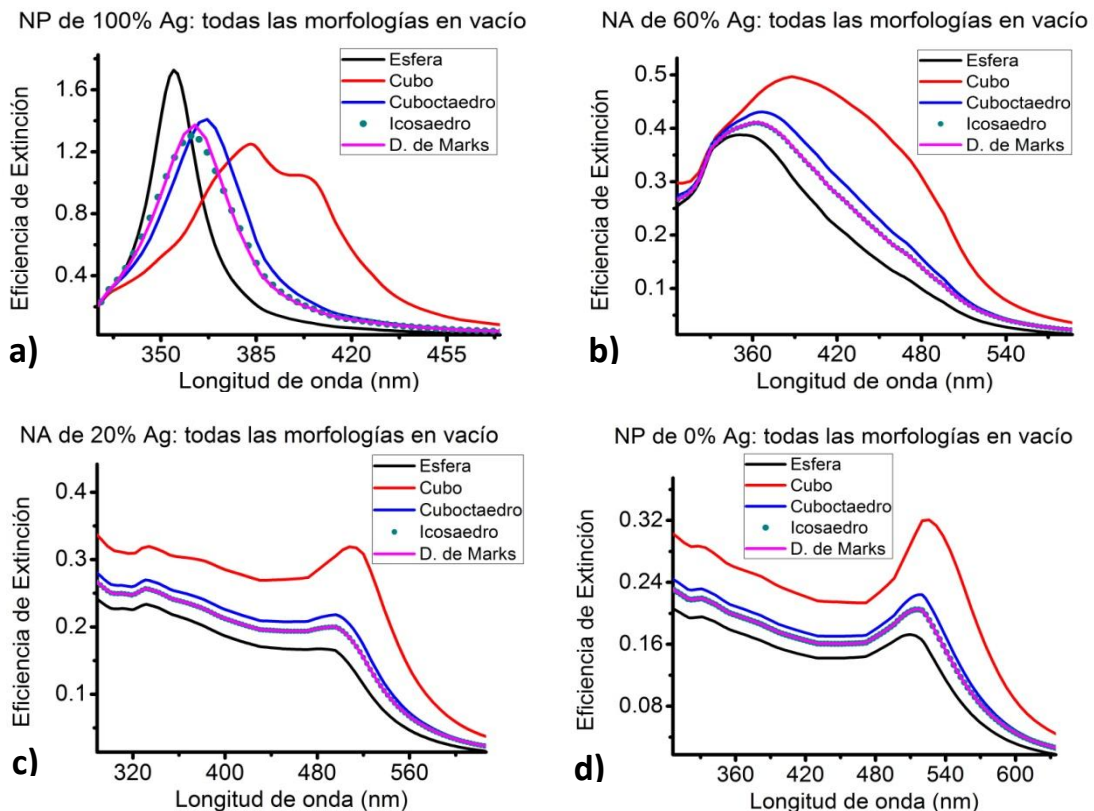 NP de 100% Ag: todas las morfologías en vacío
Esfera
Cubo
Cuboctaedro
Icosaedro
D. de Marks
Eficiencia de Extinción
1.6
1.2
0.8
0.4
350
385
420
455
Longitud de onda (nm)
a)
NA de 60% Ag: todas las morfologías en vacío
Esfera
Cubo
Cuboctaedro
Icosaedro
D. de Marks
Eficiencia de Extinción
0.5
0.4
0.3
0.2
0.1
360
420
480
540
Longitud de onda (nm)
b)
NA de 20% Ag: todas las morfologías en vacío
Esfera
Cubo
Cuboctaedro
Icosaedro
D. de Marks
Eficiencia de Extinción
0.4
0.3
0.2
0.1
320
400
480
560
Longitud de onda (nm)
c)
NP de 0% Ag: todas las morfologías en vacío
Esfera
Cubo
Cuboctaedro
Icosaedro
D. de Marks
Eficiencia de Extinción
0.32
0.24
0.16
0.08
360
420
480
540
600
Longitud de onda (nm)
d)